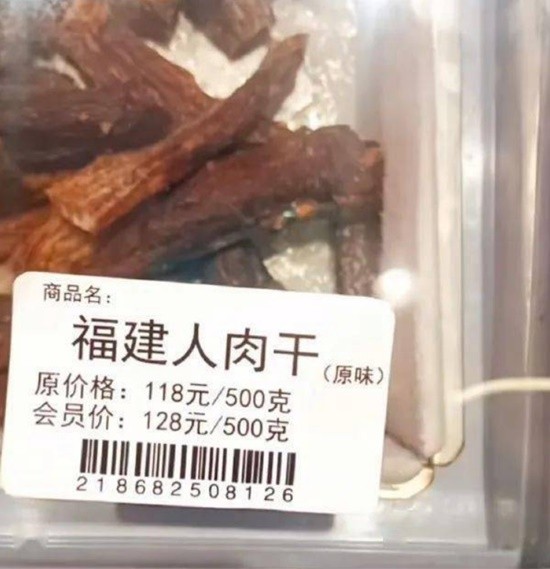 商品名：
福建人肉干
（原味）
原价格：118元/500克
会员价：128元/500克
218682508126